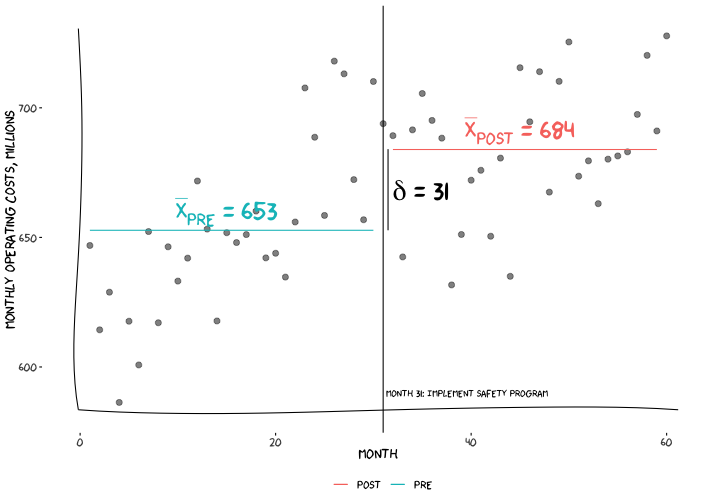 MONTHLY OPERATING COSTS, MILLIONS
700
650
600
X̅PRE = 653
X̅POST = 684
δ = 31
MONTH 31: IMPLEMENT SAFETY PROGRAM
0 20 40 60
MONTH
POST PRE